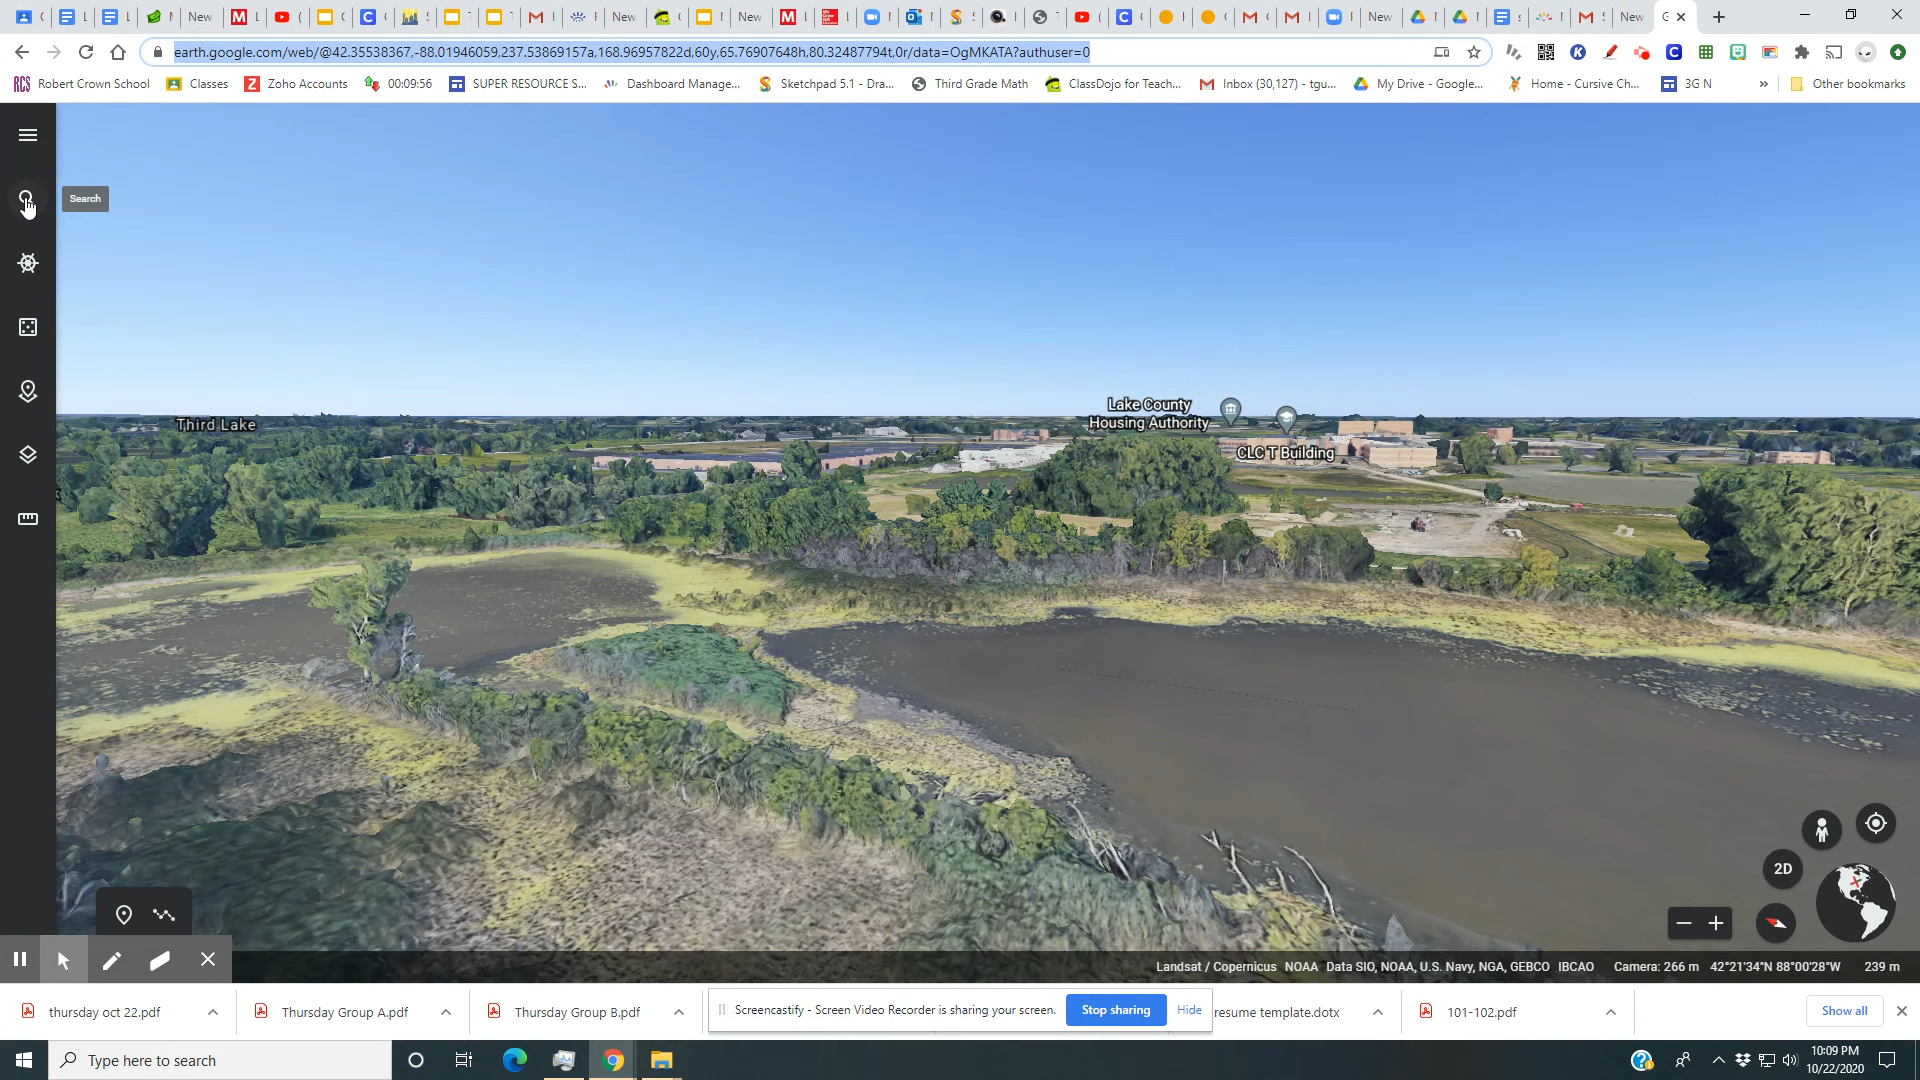 New
New
New
New
New
earth.google.com/web/@42.35538367,-88.01946059,237.53869157a,168.96957822d,60y,65.76907648h,80.32487794t,0r/data=OgMKATA?authuser=0
RCS Robert Crown School Classes Zoho Accounts 00:09:56 SUPER RESOURCE S... Dashboard Manage... Sketchpad 5.1 - Dra... Third Grade Math ClassDojo for Teach... Inbox (30,127) - tgu... My Drive - Google... Home - Cursive Ch... 3G N » Other bookmarks
Search
Third Lake
Lake County
Housing Authority
CLC T Building
2D
Landsat / Copernicus NOAA Data SIO, NOAA, U.S. Navy, NGA, GEBCO IBCAO Camera: 266 m 42°21'34"N 88°00'28"W 239 m
thursday oct 22.pdf Thursday Group A.pdf Thursday Group B.pdf Screencastify - Screen Video Recorder is sharing your screen. Stop sharing Hide resume template.dotx 101-102.pdf Show all
Type here to search
10:09 PM
10/22/2020